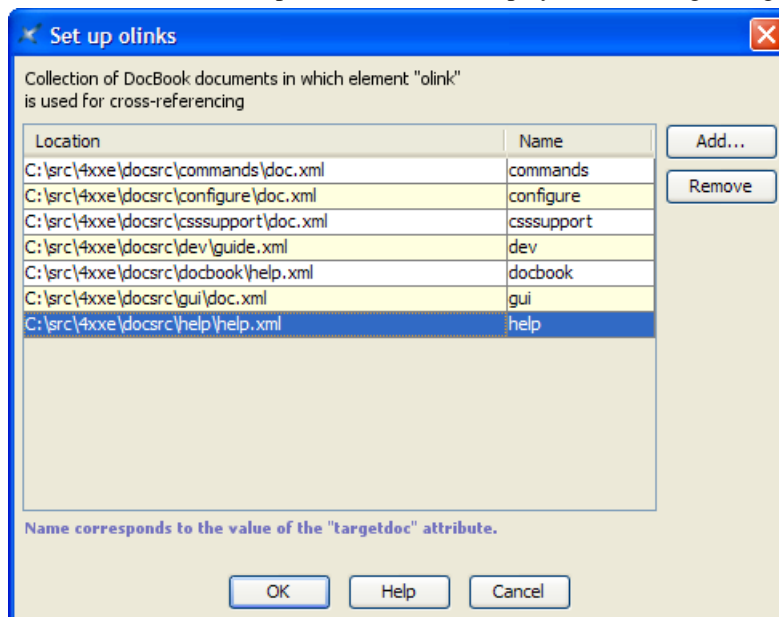 Set up olinks
Collection of DocBook documents in which element "olink"
is used for cross-referencing
Location Name Add...
C:\src\4xxe\docsrc\commands\doc.xml commands
C:\src\4xxe\docsrc\configure\doc.xml configure Remove
C:\src\4xxe\docsrc\csssupport\doc.xml csssupport
C:\src\4xxe\docsrc\dev\guide.xml dev
C:\src\4xxe\docsrc\docbook\help.xml docbook
C:\src\4xxe\docsrc\gui\doc.xml gui
C:\src\4xxe\docsrc\help\help.xml help
Name corresponds to the value of the "targetdoc" attribute.
OK Help Cancel